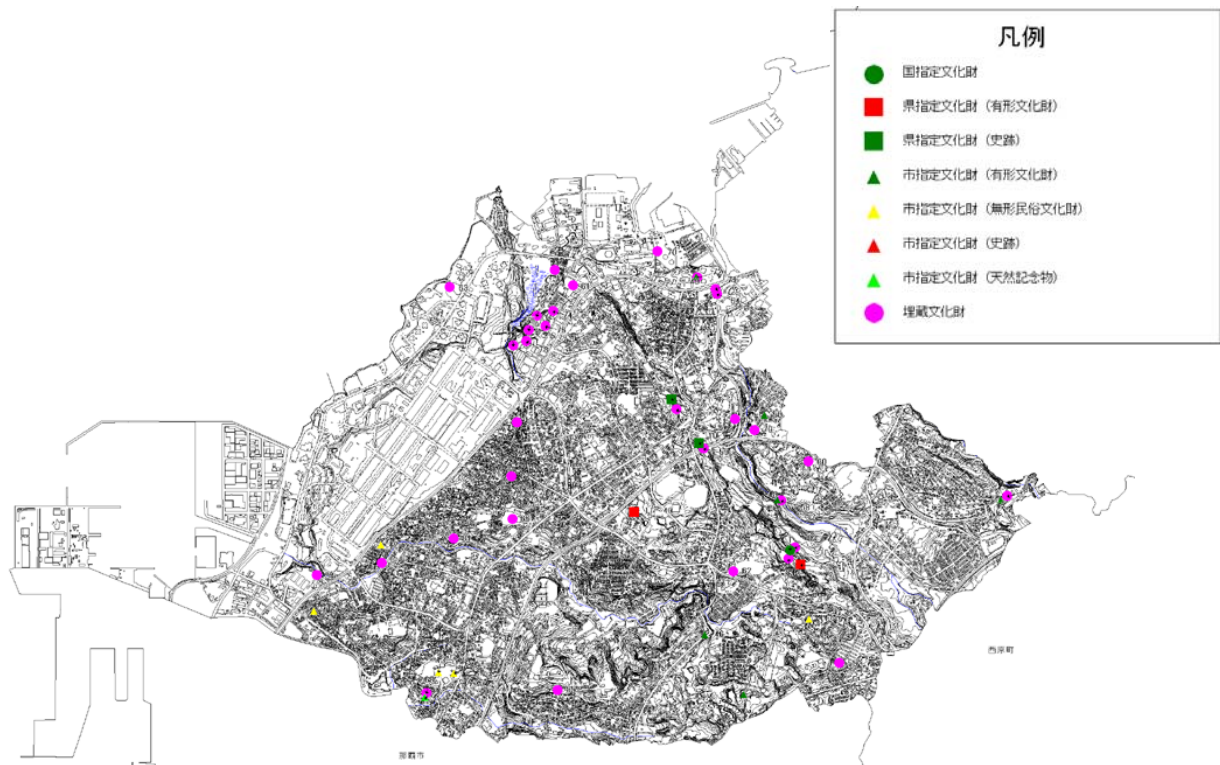 凡例
国指定文化財
県指定文化財（有形文化財）
県指定文化財（史跡）
市指定文化財（有形文化財）
市指定文化財（無形民俗文化財）
市指定文化財（史跡）
市指定文化財（天然記念物）
埋蔵文化財
西原町
那覇市